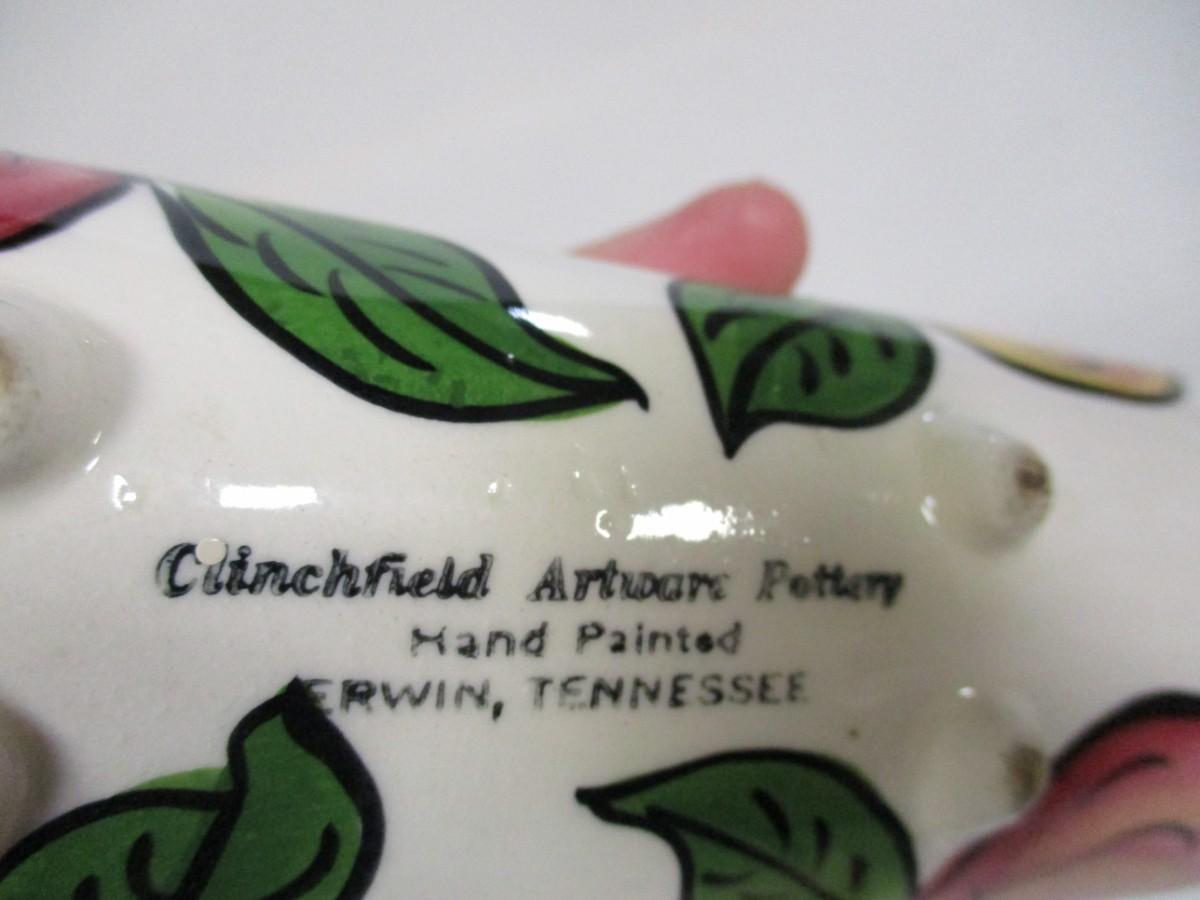 Clinchfield Artware Pottery
Hand Painted
ERWIN, TENNESSEE